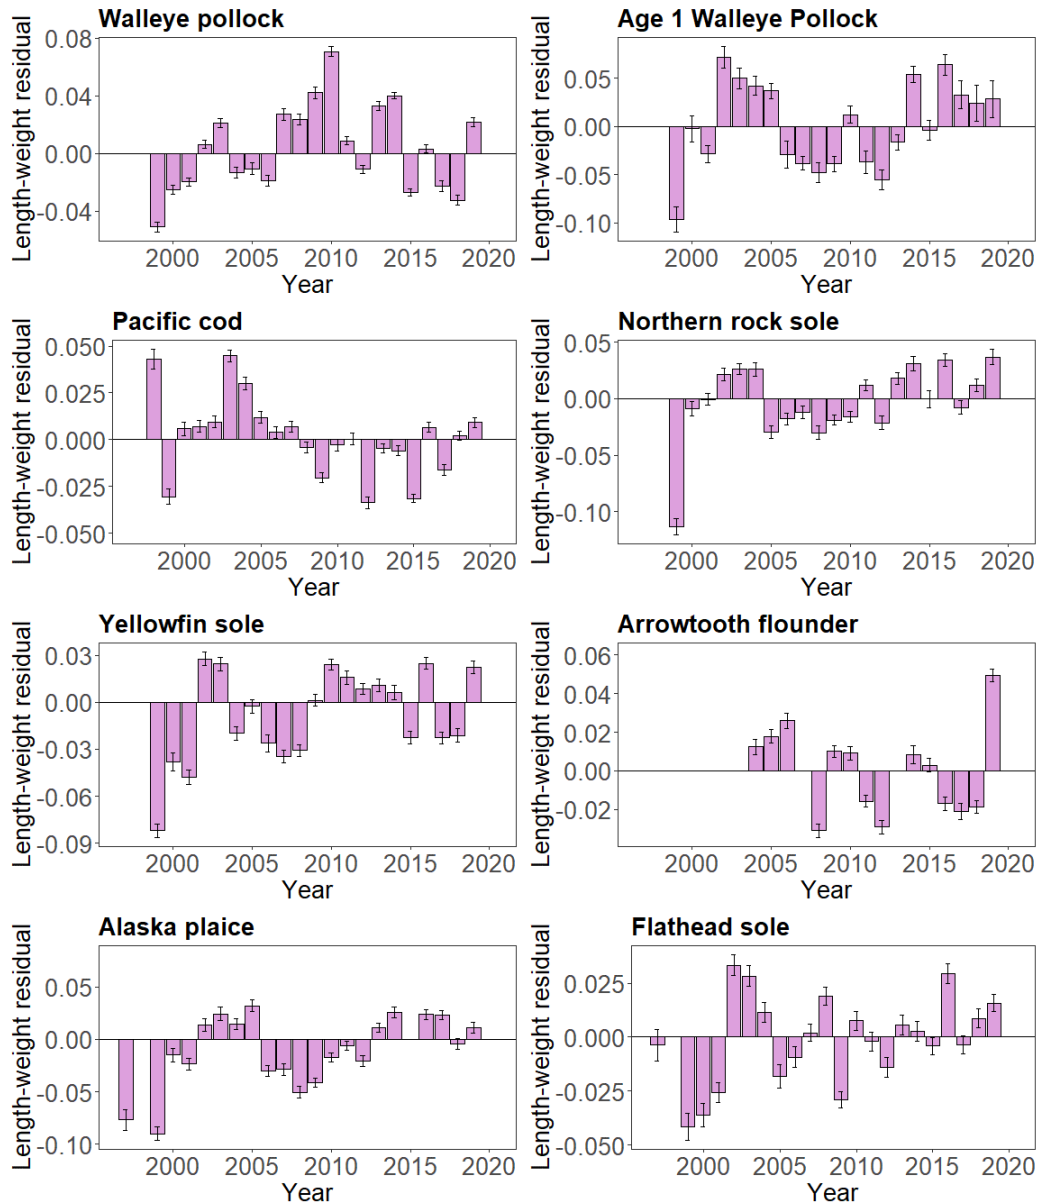 Walleye pollock
Length-weight residual
0.08
0.04
0.00
-0.04
2000 2005 2010 2015 2020
Year
Age 1 Walleye Pollock
Length-weight residual
0.05
0.00
-0.05
-0.10
2000 2005 2010 2015 2020
Year
Pacific cod
Length-weight residual
0.050
0.025
0.000
-0.025
-0.050
2000 2005 2010 2015 2020
Year
Northern rock sole
Length-weight residual
0.05
0.00
-0.05
-0.10
2000 2005 2010 2015 2020
Year
Yellowfin sole
Length-weight residual
0.03
0.00
-0.03
-0.06
-0.09
2000 2005 2010 2015 2020
Year
Arrowtooth flounder
Length-weight residual
0.06
0.04
0.02
0.00
-0.02
2000 2005 2010 2015 2020
Year
Alaska plaice
Length-weight residual
0.05
0.00
-0.05
-0.10
2000 2005 2010 2015 2020
Year
Flathead sole
Length-weight residual
0.025
0.000
-0.025
-0.050
2000 2005 2010 2015 2020
Year